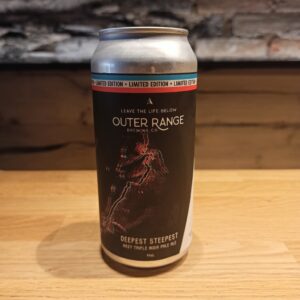 LIMITED EDITION • LIMITED EDITION • LIMITED EDITION
LEAVE THE LIFE BELOW
OUTER RANGE
BREWING CO.
DEEPEST STEEPEST
HAZY TRIPLE INDIA PALE ALE